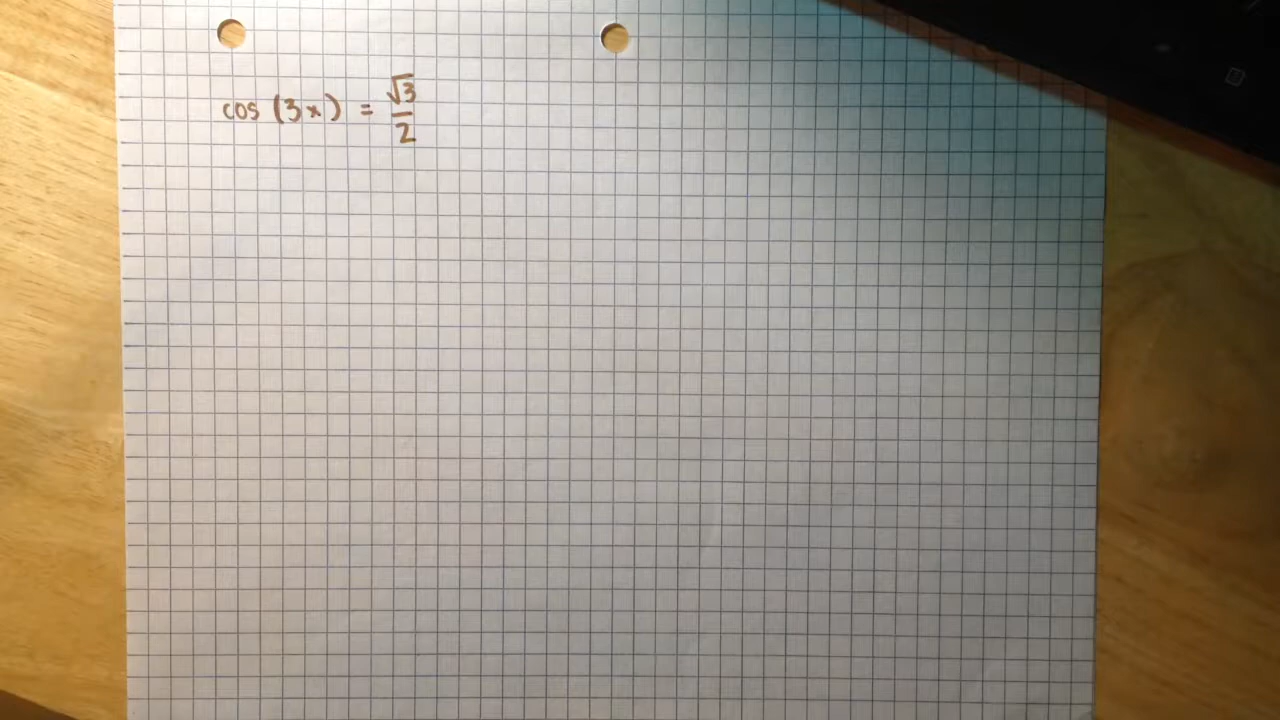 cos (3x) = √3/2